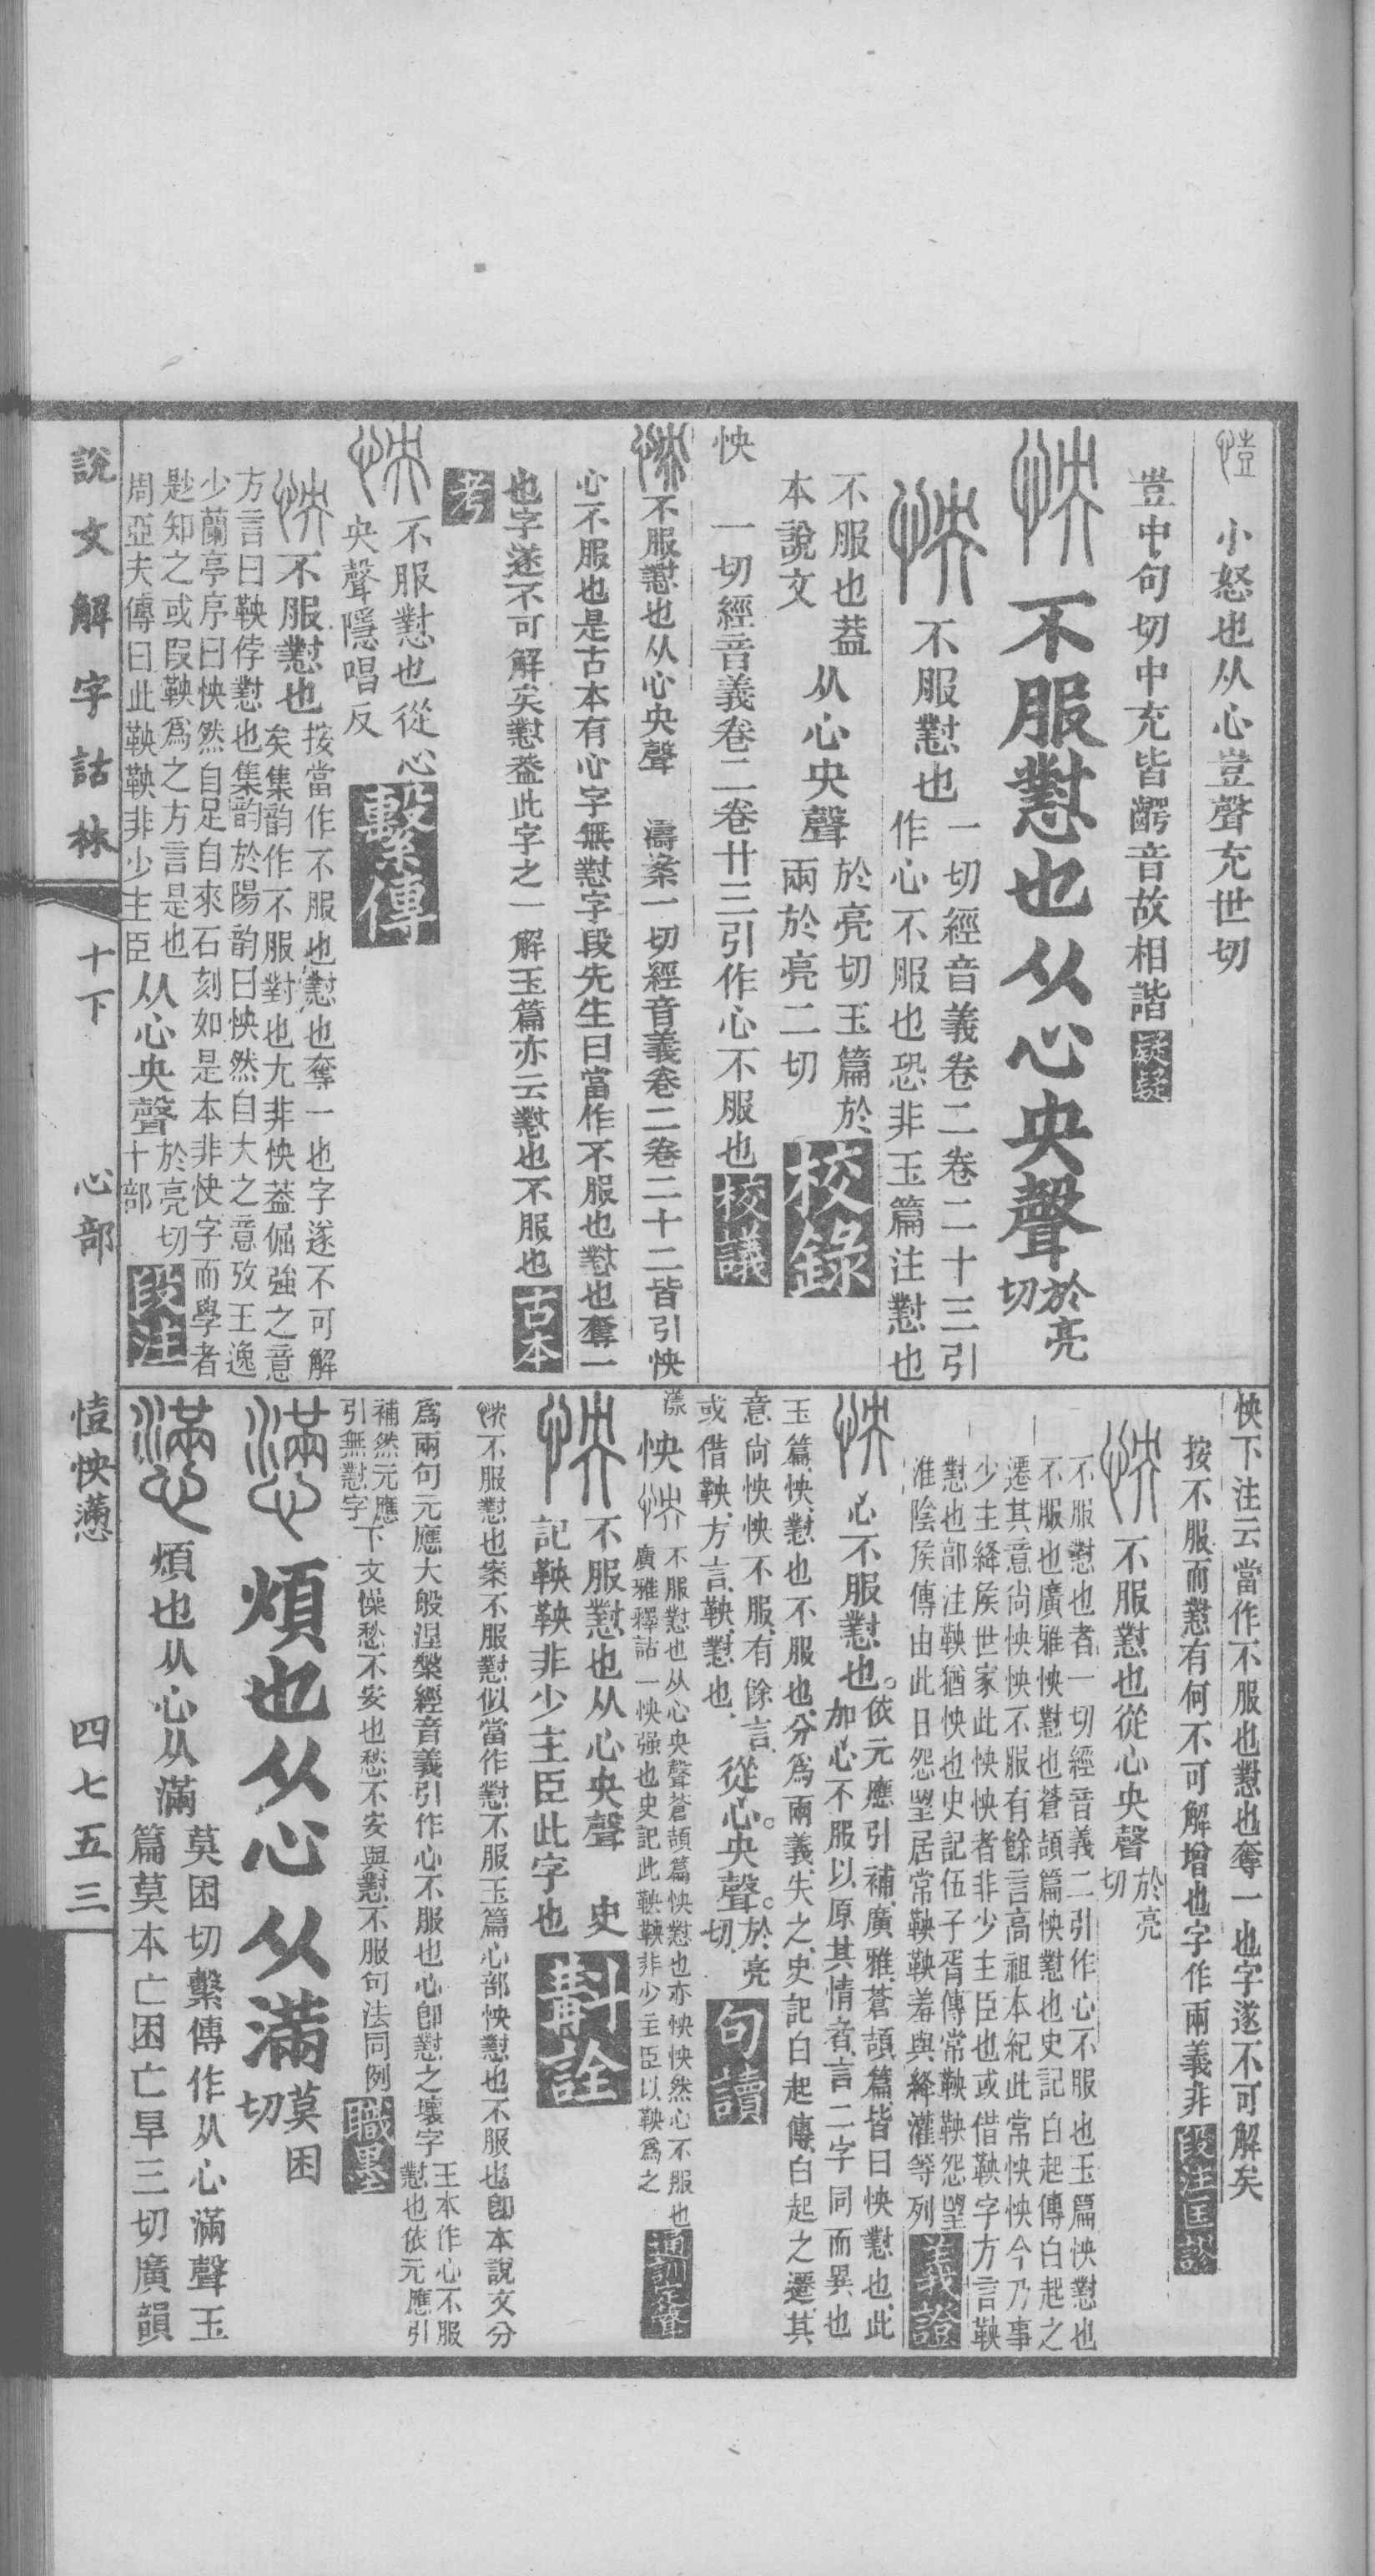 𢠳 小怒也从心豈聲充世切
豈中句切中充皆齶音故相諧 疑疑
不服懟也从心央聲於亮切
不服懟也一切經音義卷二卷二十三引
作心不服也恐非玉篇注懟也
不服也葢
本說文
从心央聲於亮切玉篇於
兩於亮二切 校錄
怏 一切經音義卷二卷廿三引作心不服也 校議
不服懟也从心央聲 濤案一切經音義卷二卷二十二皆引怏
心不服也是古本有心字無懟字段先生曰當作不服也懟也奪一
也字遂不可解矣懟葢此字之一解玉篇亦云懟也不服也 古本
考
不服懟也從心
央聲隱唱反 繫傳
不服懟也按當作不服也懟也奪一也字遂不可解
矣集韵作不服對也尢非怏葢倔強之意
方言曰鞅侼懟也集韵於陽韵曰怏然自大之意攷王逸
少蘭亭序曰怏然自足自來石刻如是本非快字而學者
尟知之或叚鞅爲之方言是也
周亞夫傳曰此鞅鞅非少主臣
从心央聲於亮切
十部 段注
怏下注云當作不服也懟也奪一也字遂不可解矣
按不服而懟有何不可解增也字作兩義非 段注匡謬
不服懟也從心央聲於亮
切
不服懟也者一切經音義二引作心不服也玉篇怏懟也
不服也廣雅怏懟也蒼頡篇怏懟也史記白起傳白起之
遷其意尚怏怏不服有餘言高祖本紀此常怏怏今乃事
少主絳矦世家此怏怏者非少主臣也或借鞅字方言鞅
懟也郭注鞅猶怏也史記伍子胥傳常鞅鞅怨望
淮陰矦傳由此日怨望居常鞅鞅羞與絳灌等列 義證
心不服懟也。依元應引補、廣雅、蒼頡篇、皆曰怏懟也、此
加心不服以原其情者、言二字同而異也
玉篇、怏、懟也不服也、分爲兩義、失之、史記白起傳、白起之遷、其
意尚怏怏不服、有餘言、
或借鞅、方言、鞅、懟也、
從心。央聲。於亮
切 句讀
漾 怏 不服懟也从心央聲蒼頡篇怏懟也亦怏怏然心不服也
廣雅釋詁一怏强也史記此鞅鞅非少主臣以鞅爲之 通訓定聲
不服懟也从心央聲 史
記鞅鞅非少主臣此字也 斠詮
不服懟也案不服懟似當作懟不服玉篇心部怏懟也不服也卽本說文分
爲兩句元應大般涅槃經音義引作心不服也心卽懟之壞字王本作心不服
懟也依元應引
補然元應
引無懟字
下文懆愁不安也愁不安與懟不服句法同例 職墨
煩也从心从滿莫困
切
煩也从心从滿莫困切繫傳作从心滿聲玉
篇莫本亡困亡旱三切廣韻
說文解字詁林 十下 心部 𢠳怏懣 四七五三